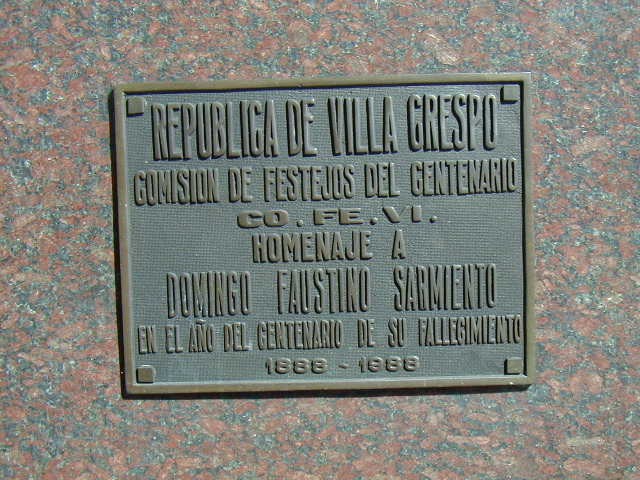 REPUBLICA DE VILLA CRESPO
COMISION DE FESTEJOS DEL CENTENARIO
CO.FE.VI.
HOMENAJE A
DOMINGO FAUSTINO SARMIENTO
EN EL AÑO DEL CENTENARIO DE SU FALLECIMIENTO
1888 - 1988